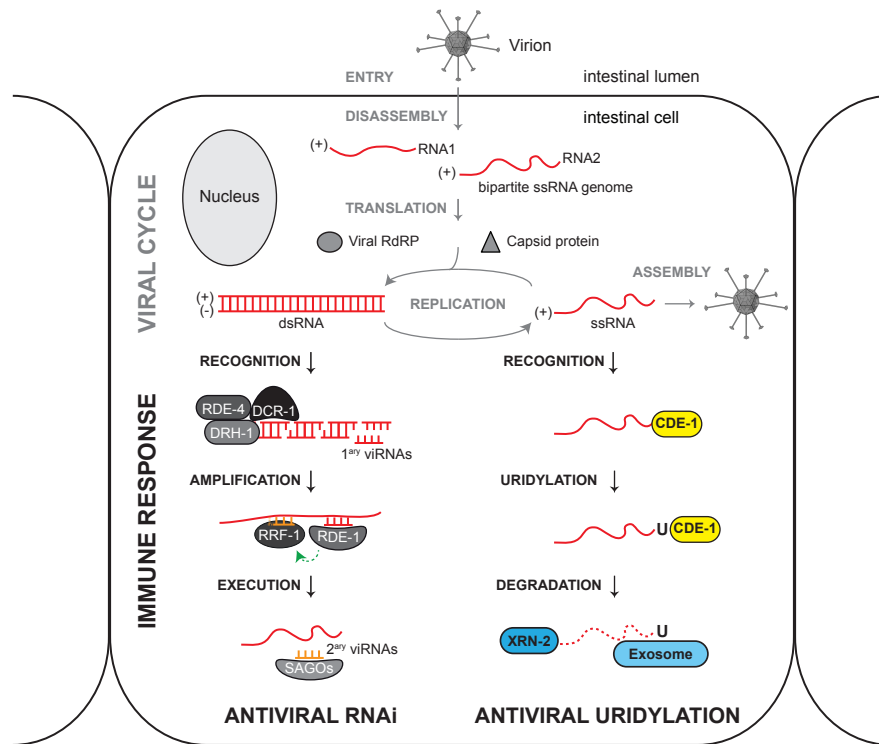 Virion
ENTRY
intestinal lumen
DISASSEMBLY
intestinal cell
(+)
RNA1
RNA2
(+)
bipartite ssRNA genome
Nucleus
TRANSLATION
Viral RdRP
Capsid protein
VIRAL CYCLE
ASSEMBLY
REPLICATION
(+)
(-)
dsRNA
(+)
ssRNA
RECOGNITION
RECOGNITION
IMMUNE RESPONSE
RDE-4
DCR-1
DRH-1
1ary viRNAs
CDE-1
AMPLIFICATION
URIDYLATION
RRF-1
RDE-1
U
CDE-1
EXECUTION
DEGRADATION
2ary viRNAs
SAGOs
XRN-2
U
Exosome
ANTIVIRAL RNAi
ANTIVIRAL URIDYLATION